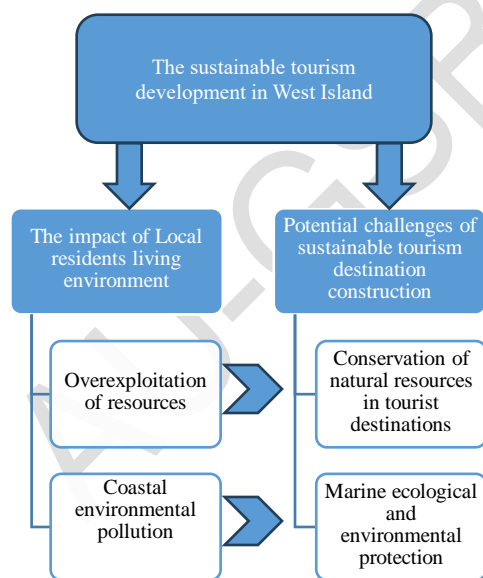 The sustainable tourism
development in West Island
The impact of Local
residents living
environment
Potential challenges of
sustainable tourism
destination
construction
Overexploitation
of resources
Conservation of
natural resources
in tourist
destinations
Coastal
environmental
pollution
Marine ecological
and
environmental
protection